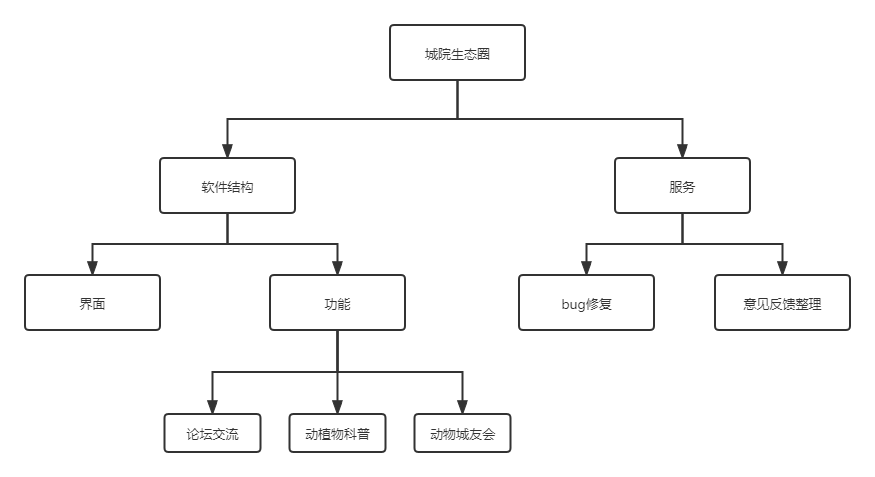 城院生态圈
软件结构
服务
界面
功能
bug修复
意见反馈整理
论坛交流
动植物科普
动物城友会